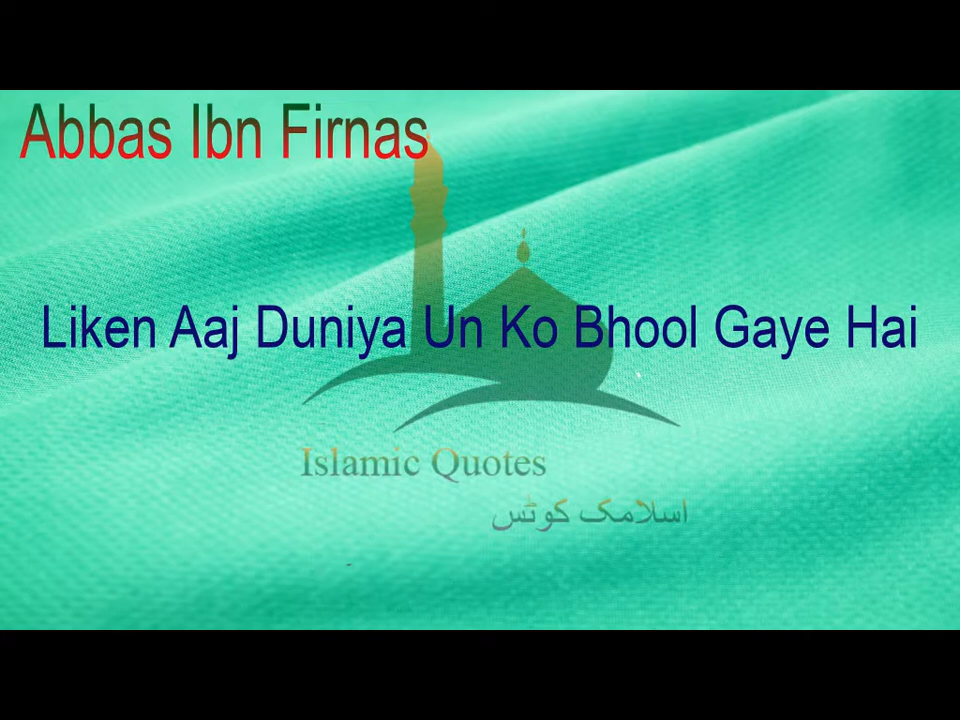 Abbas Ibn Firnas
Liken Aaj Duniya Un Ko Bhool Gaye Hai
Islamic Quotes
اسلامک کوٹس